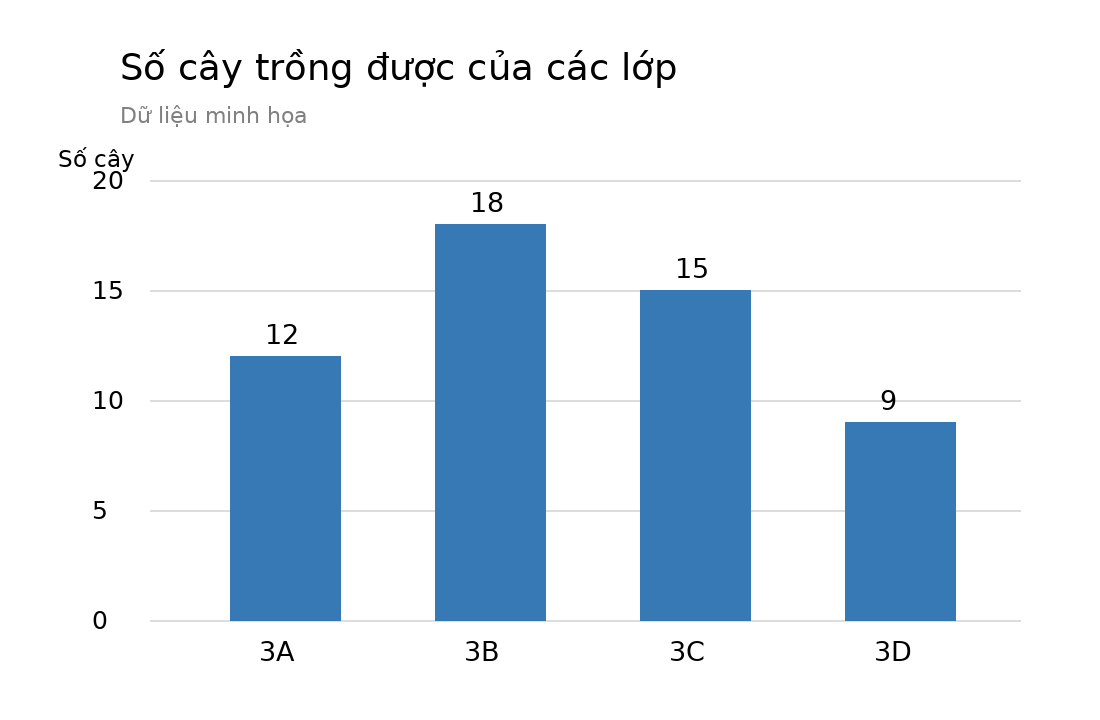 Số cây trồng được của các lớp
Dữ liệu minh họa
Số cây
20
18
15
15
12
10
9
5
0
3A 3B 3C 3D